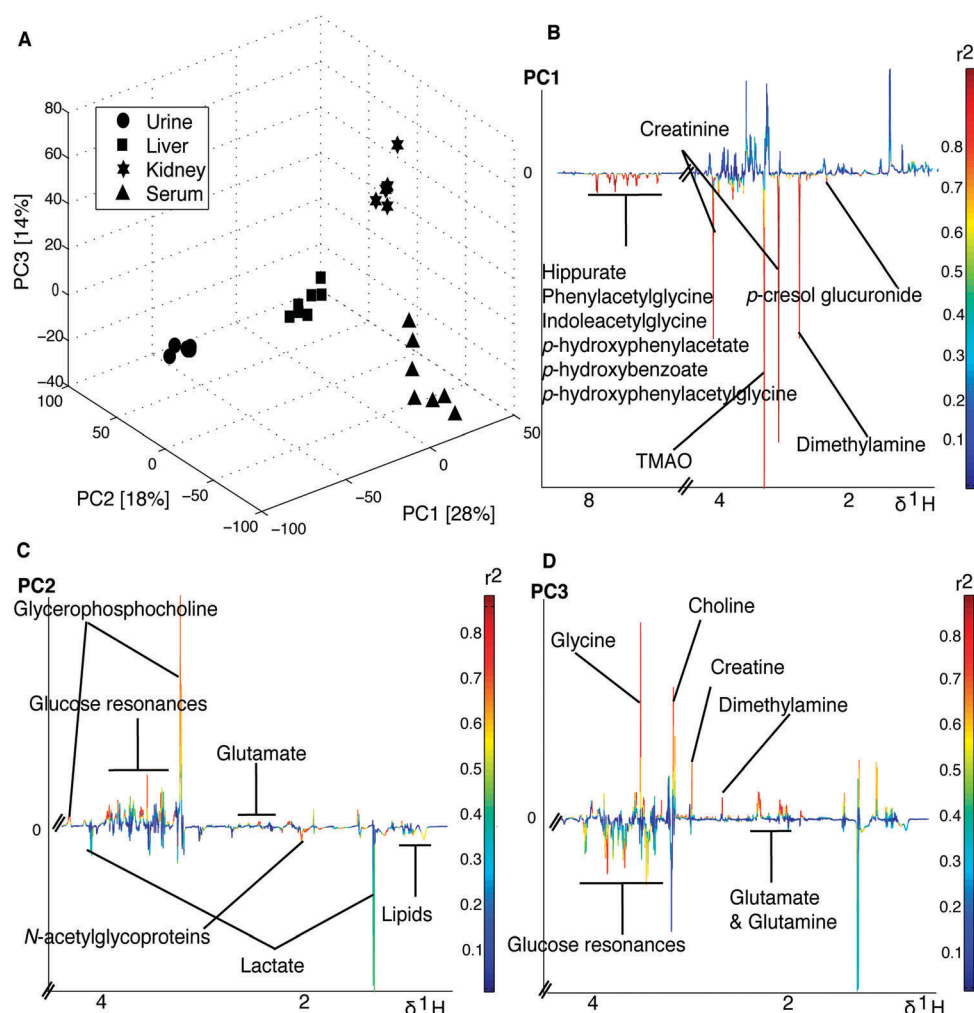 A
80
60
40
20
0
−20
−40
PC3 [14%]
Urine
Liver
Kidney
Serum
100
50
0
−50
−100
PC2 [18%]
−100
−50
0
50
PC1 [28%]
B
PC1
r2
0
Creatinine
Hippurate
Phenylacetylglycine
Indoleacetylglycine
p-hydroxyphenylacetate
p-hydroxybenzoate
p-hydroxyphenylacetylglycine
p-cresol glucuronide
TMAO
Dimethylamine
8
4
2
δ¹H
0.8
0.7
0.6
0.5
0.4
0.3
0.2
0.1
C
PC2
r2
Glycerophosphocholine
Glucose resonances
Glutamate
0
N-acetylglycoproteins
Lactate
Lipids
4
2
δ¹H
0.8
0.7
0.6
0.5
0.4
0.3
0.2
0.1
D
PC3
r2
Choline
Glycine
Creatine
Dimethylamine
0
Glutamate
& Glutamine
Glucose resonances
4
2
δ¹H
0.8
0.7
0.6
0.5
0.4
0.3
0.2
0.1